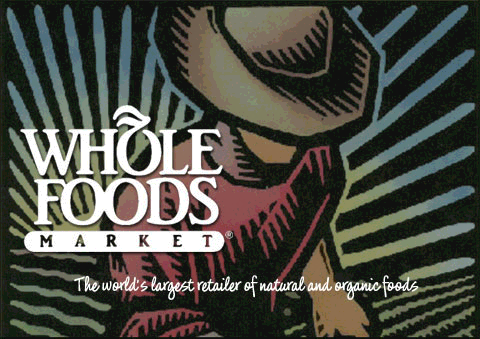 WHOLE
FOODS
MARKET®
The world's largest retailer of natural and organic foods